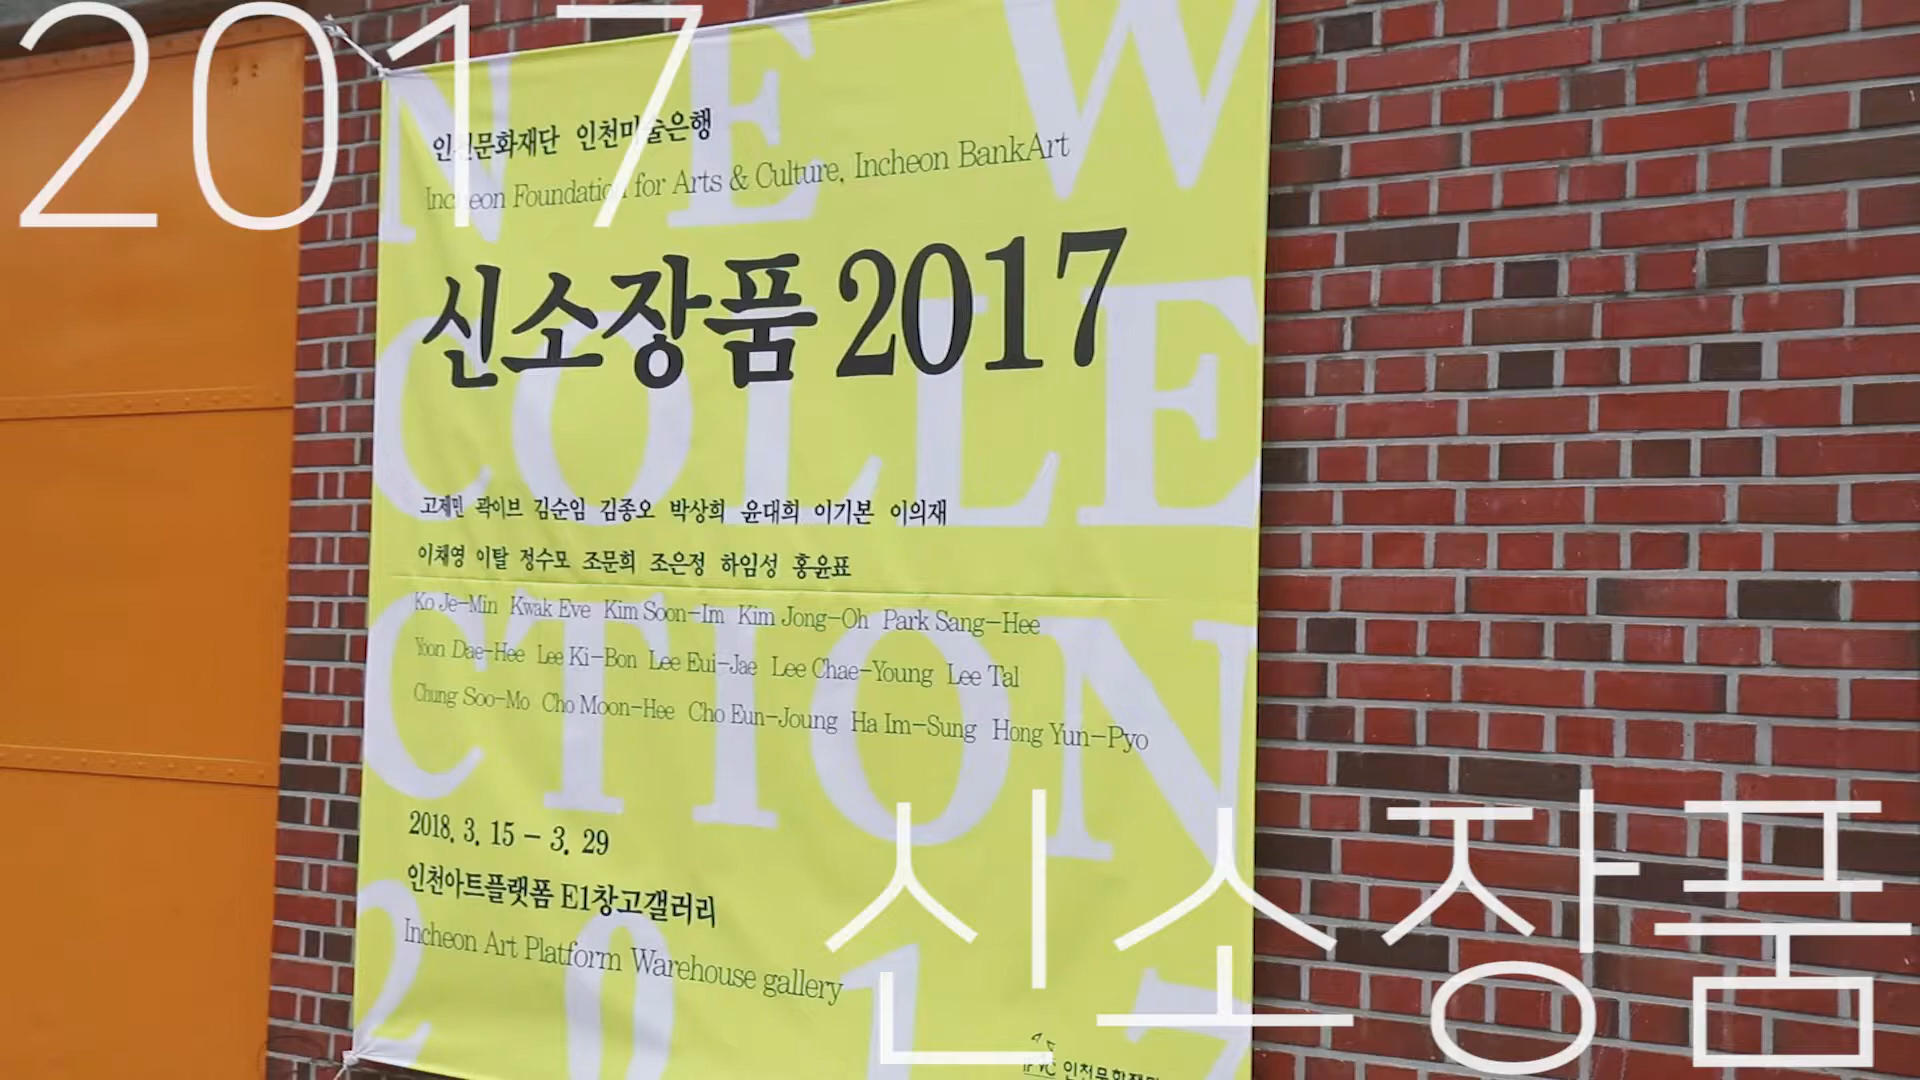 2017
NEW
인천문화재단 인천미술은행
Incheon Foundation for Arts & Culture, Incheon BankArt
신소장품 2017
COLLE
고제민 곽이브 김순임 김종오 박상희 윤대희 이기본 이의재
이채영 이탈 정수모 조문희 조은정 하임성 홍윤표
CTION
Ko Je-Min Kwak Eve Kim Soon-Im Kim Jong-Oh Park Sang-Hee
Yoon Dae-Hee Lee Ki-Bon Lee Eui-Jae Lee Chae-Young Lee Tal
Chung Soo-Mo Cho Moon-Hee Cho Eun-Joung Ha Im-Sung Hong Yun-Pyo
2018. 3. 15 - 3. 29
인천아트플랫폼 E1창고갤러리
Incheon Art Platform Warehouse gallery
2017
신소장품